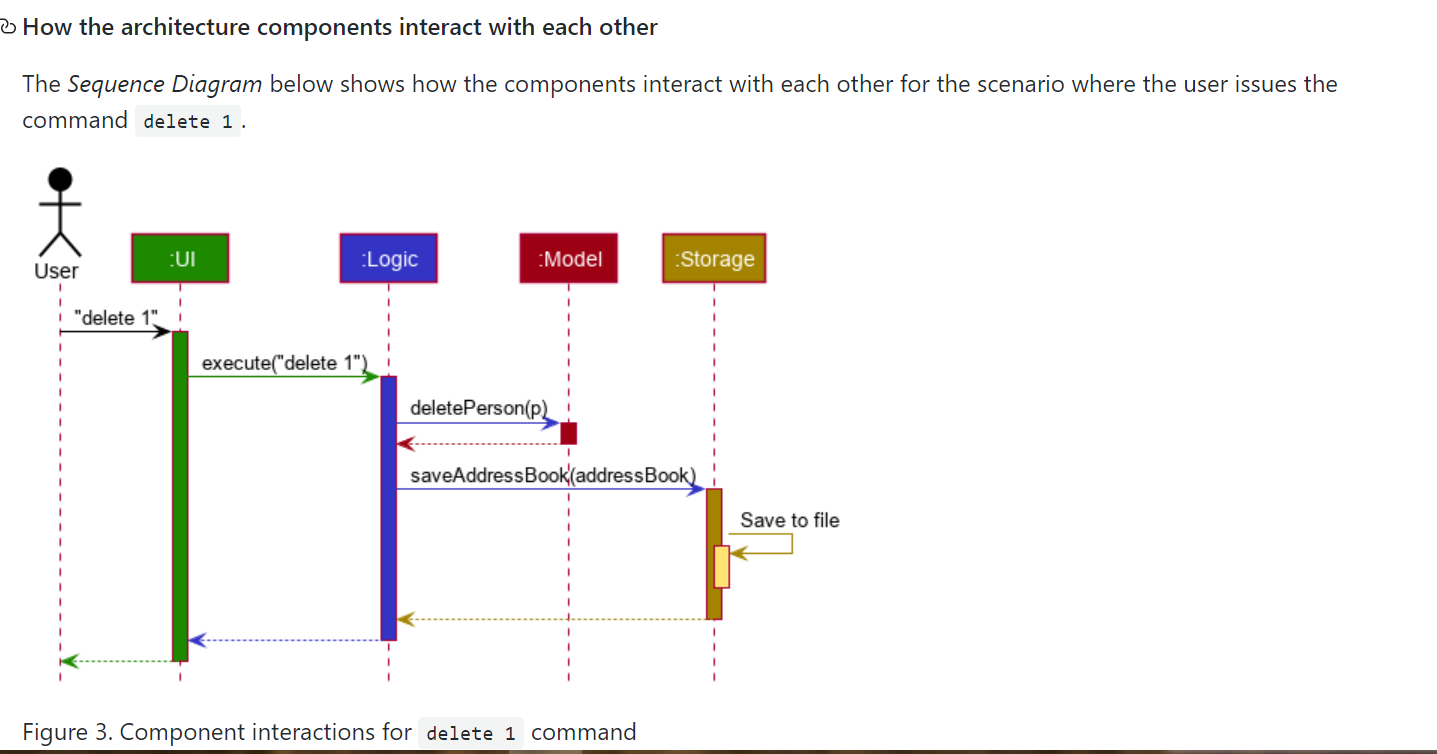 How the architecture components interact with each other
The Sequence Diagram below shows how the components interact with each other for the scenario where the user issues the
command delete 1 .
User
:UI
:Logic
:Model
:Storage
"delete 1"
execute("delete 1")
deletePerson(p)
saveAddressBook(addressBook)
Save to file
Figure 3. Component interactions for delete 1 command